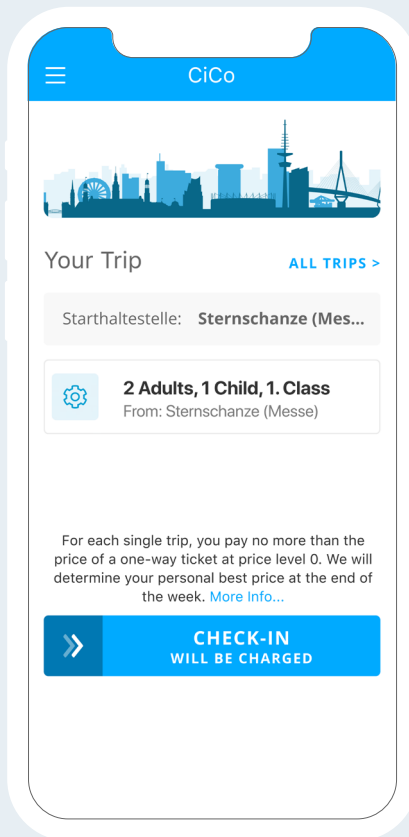 CiCo
Your Trip
ALL TRIPS >
Starthaltestelle: Sternschanze (Mes...
2 Adults, 1 Child, 1. Class
From: Sternschanze (Messe)
For each single trip, you pay no more than the
price of a one-way ticket at price level 0. We will
determine your personal best price at the end of
the week. More Info...
CHECK-IN
WILL BE CHARGED